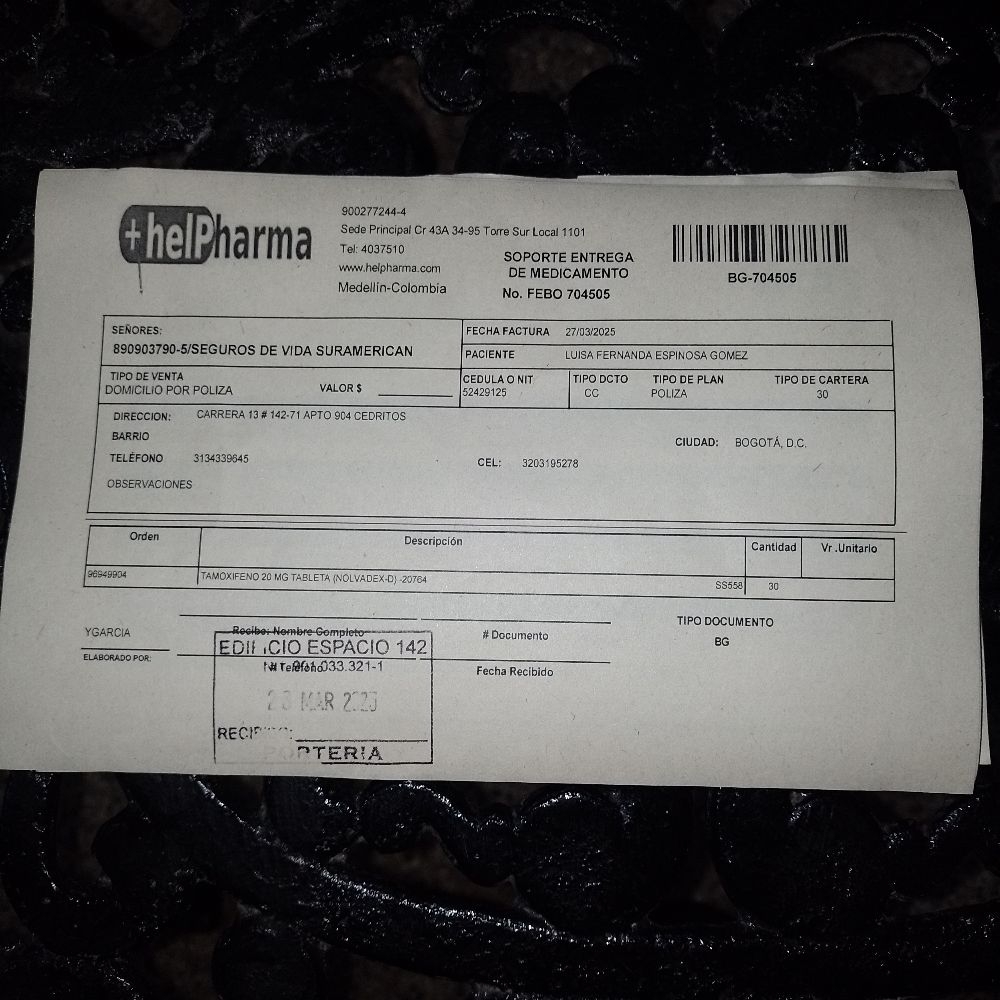 +helPharma
900277244-4
Sede Principal Cr 43A 34-95 Torre Sur Local 1101
Tel: 4037510
www.helpharma.com
Medellín-Colombia
SOPORTE ENTREGA
DE MEDICAMENTO
No. FEBO 704505
BG-704505
SEÑORES:
890903790-5/SEGUROS DE VIDA SURAMERICAN
FECHA FACTURA 27/03/2025
PACIENTE LUISA FERNANDA ESPINOSA GOMEZ
TIPO DE VENTA
DOMICILIO POR POLIZA
VALOR $
CEDULA O NIT
52429125
TIPO DCTO
CC
TIPO DE PLAN
POLIZA
TIPO DE CARTERA
30
DIRECCION: CARRERA 13 # 142-71 APTO 904 CEDRITOS
BARRIO
CIUDAD: BOGOTÁ, D.C.
TELÉFONO 3134339645
CEL: 3203195278
OBSERVACIONES
Orden Descripción Cantidad Vr .Unitario
96949904 TAMOXIFENO 20 MG TABLETA (NOLVADEX-D) -20764 SS558 30
YGARCIA
ELABORADO POR:
Recibe: Nombre Completo
# Teléfono
# Documento
Fecha Recibido
TIPO DOCUMENTO
BG
EDIFICIO ESPACIO 142
033.321-1
MAR
PORTERIA